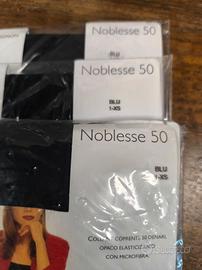 Noblesse 50
BLU
Noblesse 50
BLU
1-XS
Noblesse 50
BLU
1-XS
COLLANT COPRENTE 50 DENARI,
OPACO ELASTICIZZATO
CON MICROFIBRA